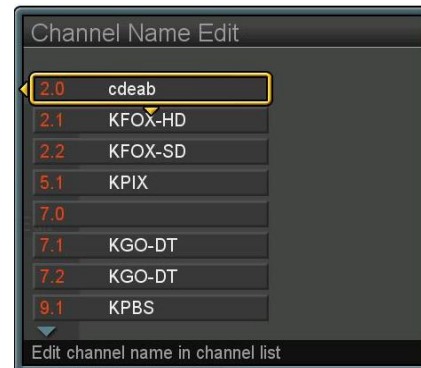 Channel Name Edit
2.0 cdeab
2.1 KFOX-HD
2.2 KFOX-SD
5.1 KPIX
7.0
7.1 KGO-DT
7.2 KGO-DT
9.1 KPBS
Edit channel name in channel list